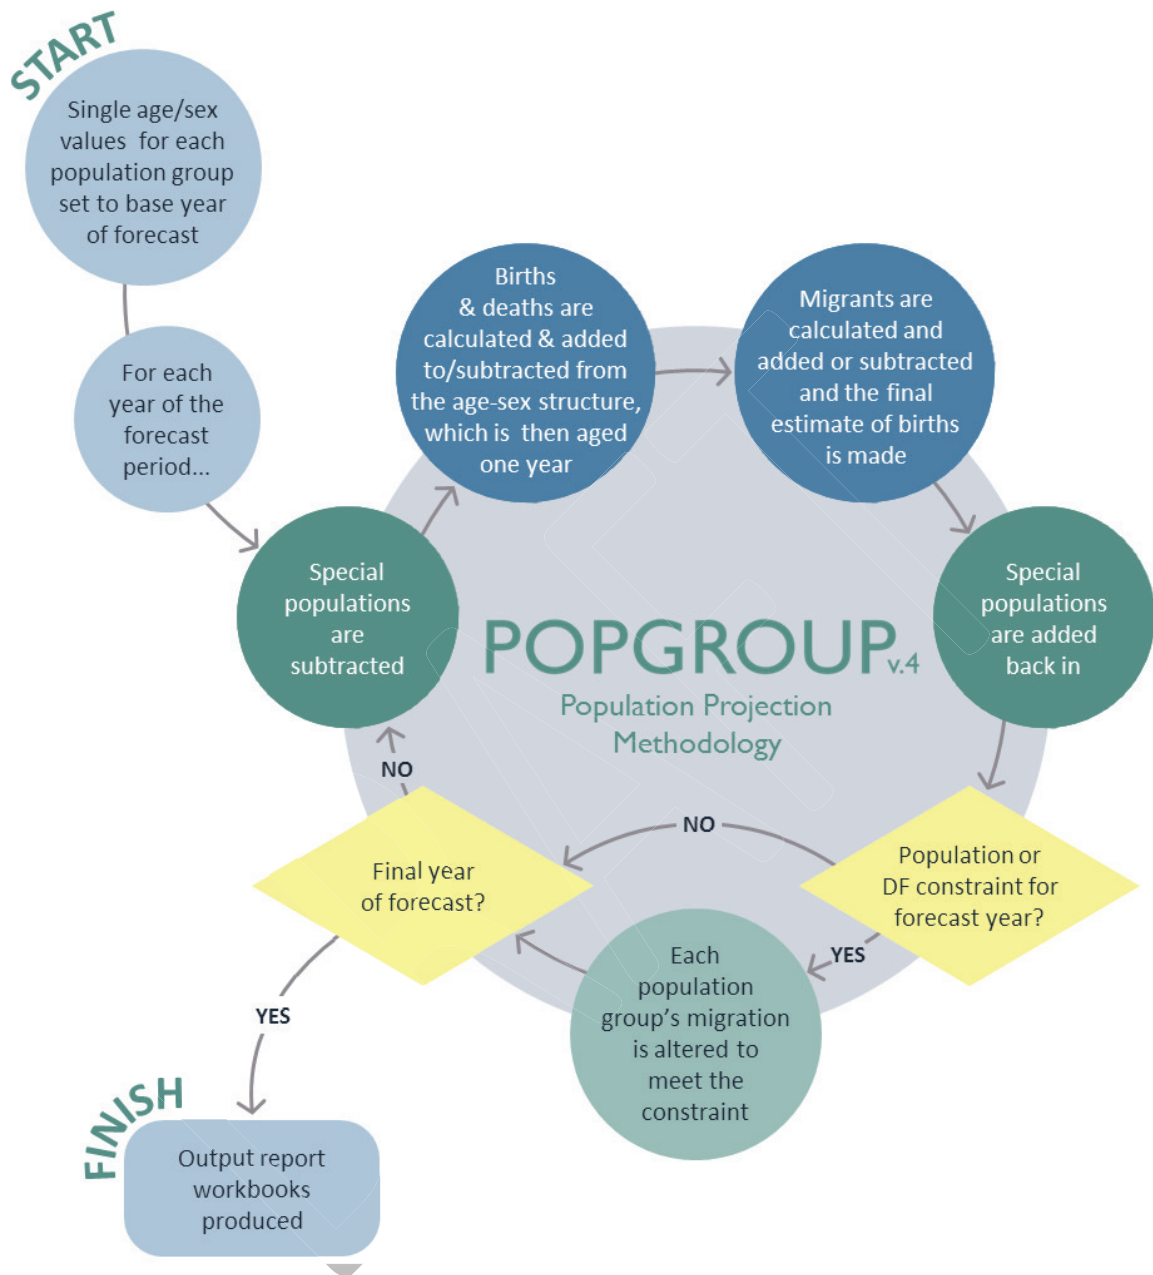 START
Single age/sex
values for each
population group
set to base year
of forecast
For each
year of the
forecast
period...
Births
& deaths are
calculated & added
to/subtracted from
the age-sex structure,
which is then aged
one year
Migrants are
calculated and
added or subtracted
and the final
estimate of births
is made
Special
populations
are
subtracted
Special
populations
are added
back in
POPGROUP v.4
Population Projection
Methodology
NO
NO
Final year
of forecast?
Population or
DF constraint for
forecast year?
YES
Each
population
group's migration
is altered to
meet the
constraint
YES
FINISH
Output report
workbooks
produced